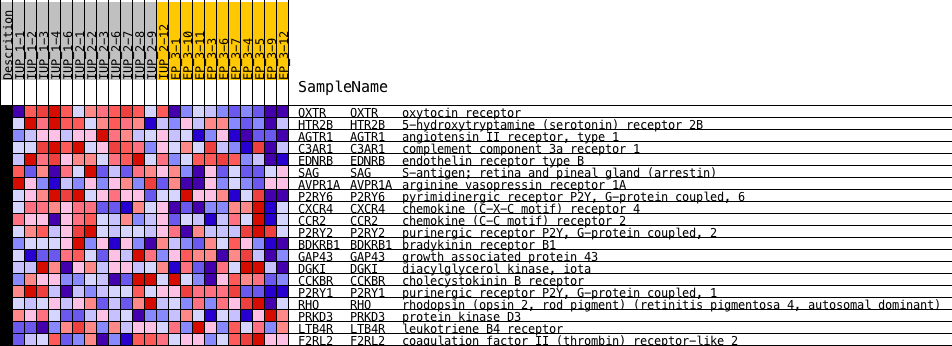 Descrition
IUP_1-1
IUP_1-2
IUP_1-3
IUP_1-4
IUP_1-6
IUP_2-1
IUP_2-2
IUP_2-3
IUP_2-6
IUP_2-7
IUP_2-8
IUP_2-9
IUP_2-12
EP_3-1
EP_3-10
EP_3-11
EP_3-3
EP_3-6
EP_3-7
EP_3-4
EP_3-5
EP_3-9
EP_3-12
SampleName
OXTR OXTR oxytocin receptor
HTR2B HTR2B 5-hydroxytryptamine (serotonin) receptor 2B
AGTR1 AGTR1 angiotensin II receptor, type 1
C3AR1 C3AR1 complement component 3a receptor 1
EDNRB EDNRB endothelin receptor type B
SAG SAG S-antigen; retina and pineal gland (arrestin)
AVPR1A AVPR1A arginine vasopressin receptor 1A
P2RY6 P2RY6 pyrimidinergic receptor P2Y, G-protein coupled, 6
CXCR4 CXCR4 chemokine (C-X-C motif) receptor 4
CCR2 CCR2 chemokine (C-C motif) receptor 2
P2RY2 P2RY2 purinergic receptor P2Y, G-protein coupled, 2
BDKRB1 BDKRB1 bradykinin receptor B1
GAP43 GAP43 growth associated protein 43
DGKI DGKI diacylglycerol kinase, iota
CCKBR CCKBR cholecystokinin B receptor
P2RY1 P2RY1 purinergic receptor P2Y, G-protein coupled, 1
RHO RHO rhodopsin (opsin 2, rod pigment) (retinitis pigmentosa 4, autosomal dominant)
PRKD3 PRKD3 protein kinase D3
LTB4R LTB4R leukotriene B4 receptor
F2RL2 F2RL2 coagulation factor II (thrombin) receptor-like 2